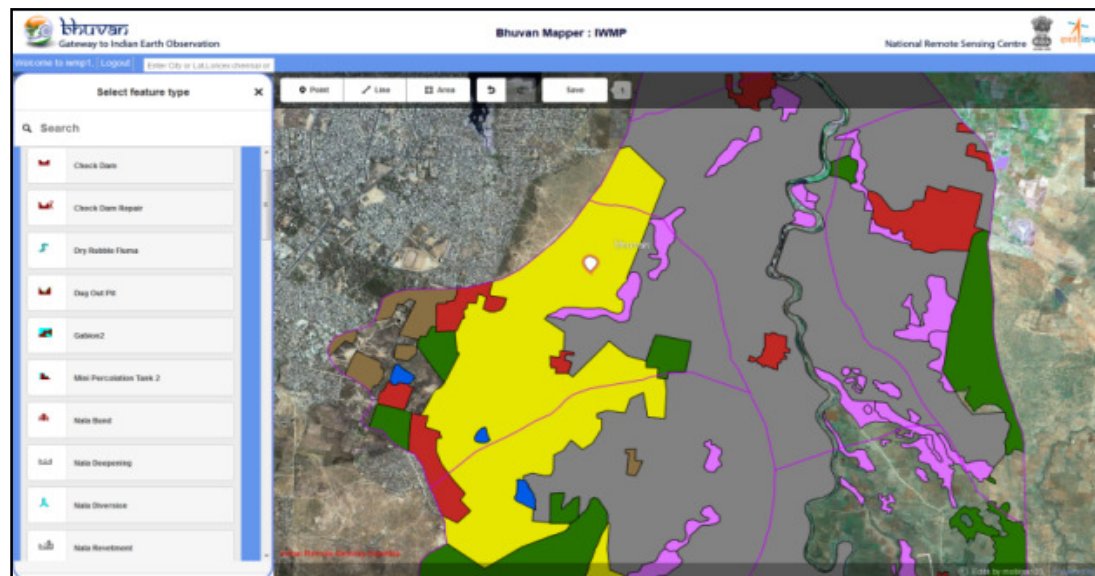 bhuvan
Gateway to Indian Earth Observation
Bhuvan Mapper : IWMP
National Remote Sensing Centre
Welcome to iwmp1, Logout
Select feature type
Point
Line
Area
Save
1
Search
Check Dam
Check Dam Repair
Dry Rubble Fluma
Dag Out Pit
Gabion2
Mini Percolation Tank 2
Nala Bund
Nala Deepening
Nala Diversion
Nala Revetment